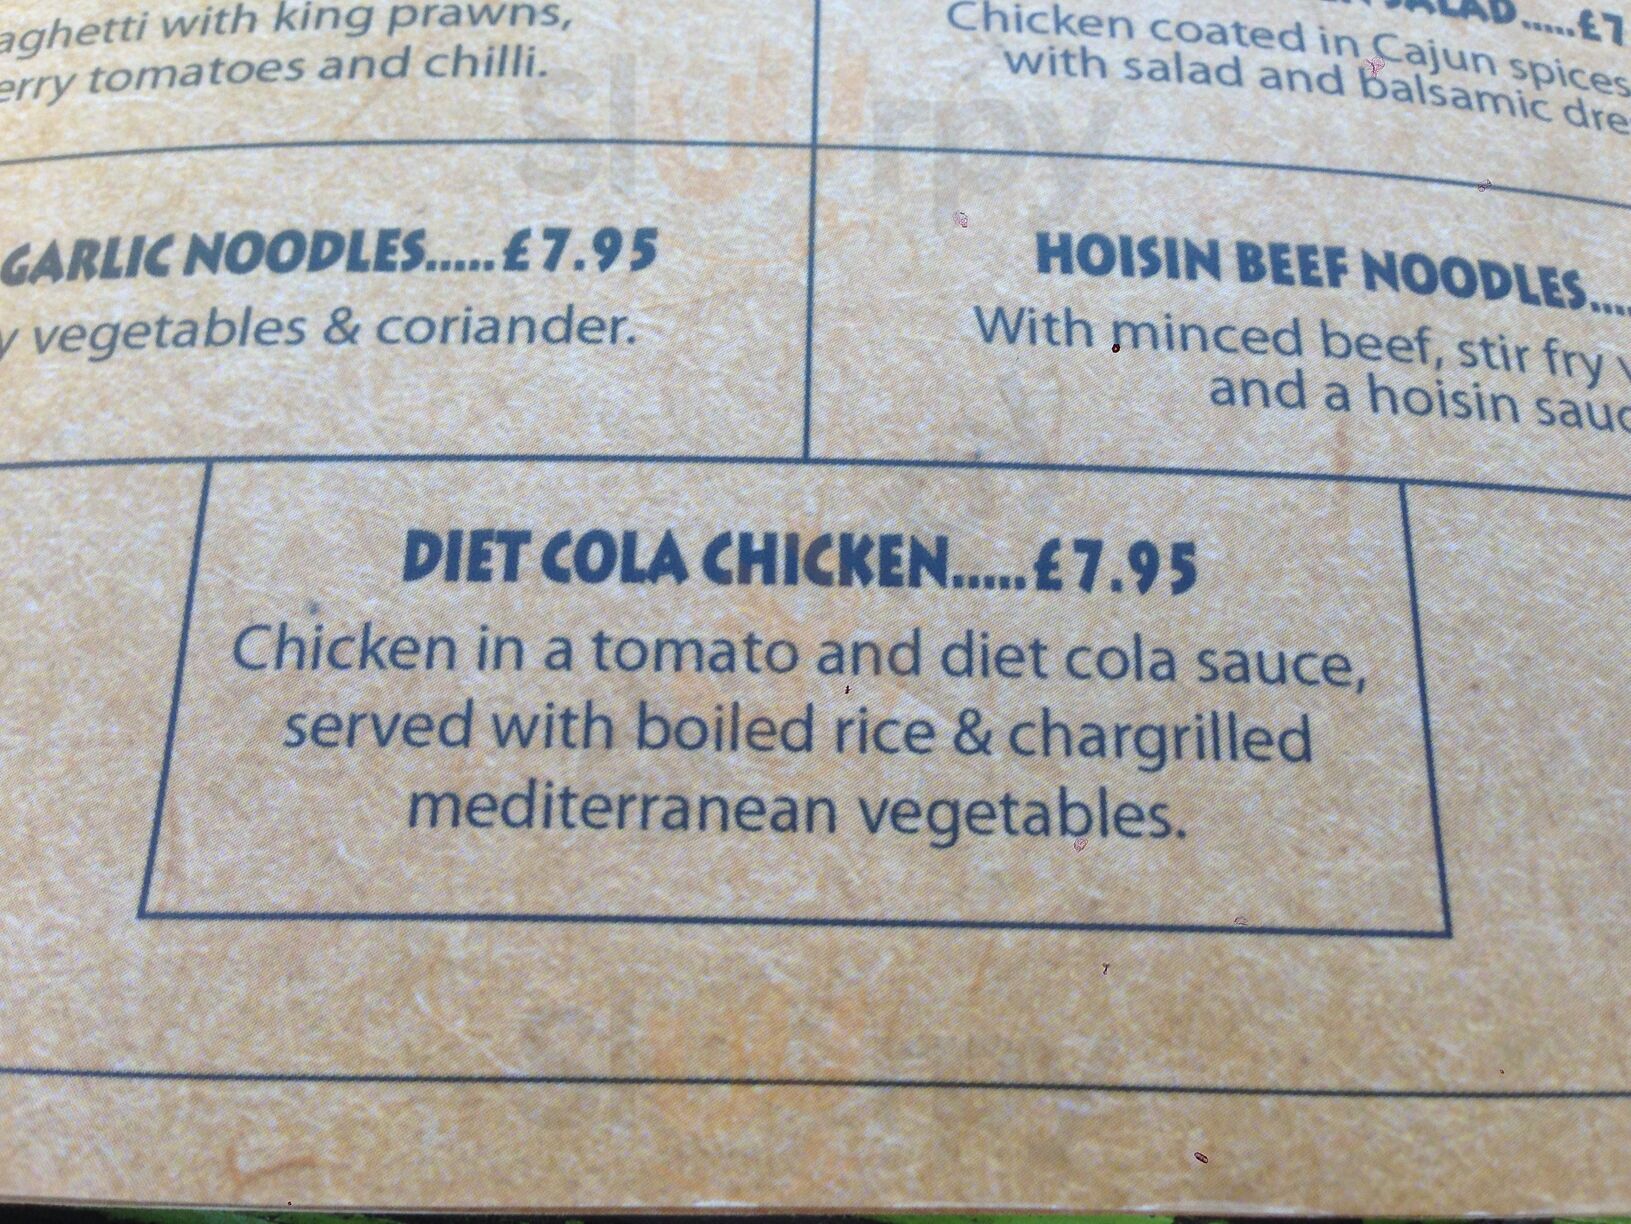 with king prawns,
tomatoes and chilli.
SALAD.....£7
Chicken coated in Cajun spices
with salad and balsamic
GARLIC NOODLES.....£7.95
vegetables & coriander.
HOISIN BEEF NOODLES....
With minced beef, stir fry
and a hoisin
DIET COLA CHICKEN.....£7.95
Chicken in a tomato and diet cola sauce,
served with boiled rice & chargrilled
mediterranean vegetables.